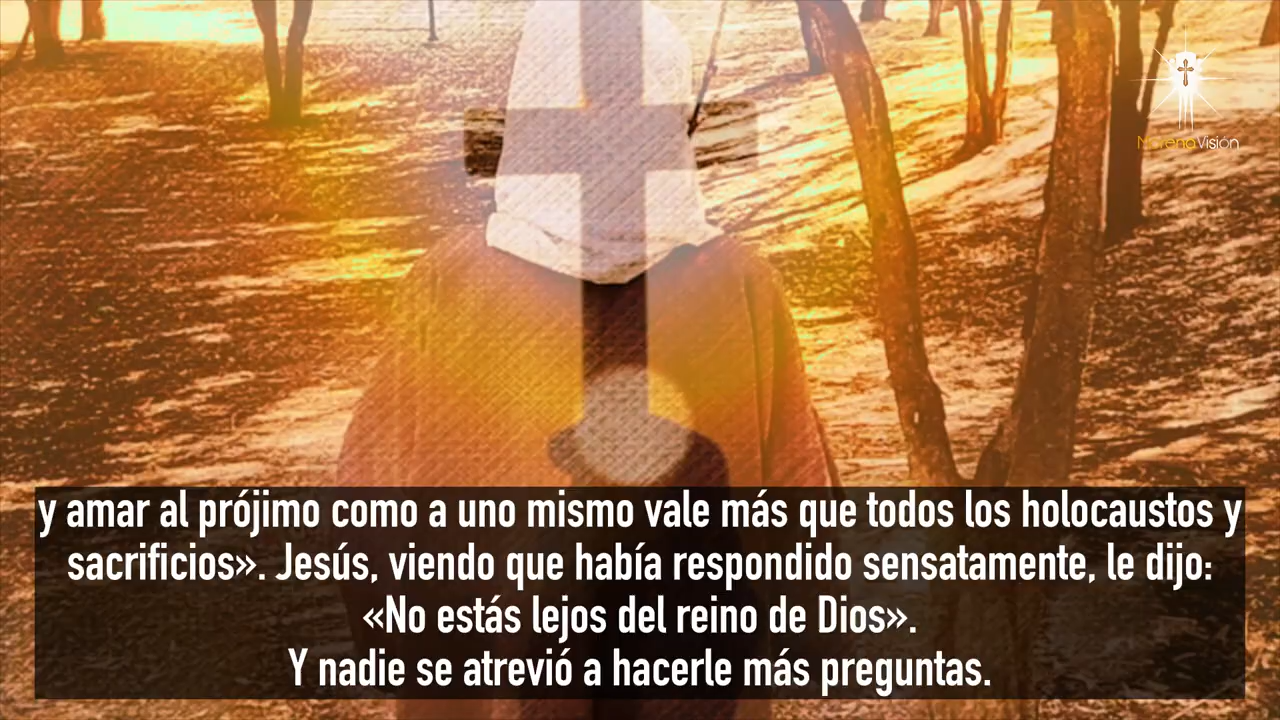 NazarenaVisión
y amar al prójimo como a uno mismo vale más que todos los holocaustos y
sacrificios». Jesús, viendo que había respondido sensatamente, le dijo:
«No estás lejos del reino de Dios».
Y nadie se atrevió a hacerle más preguntas.